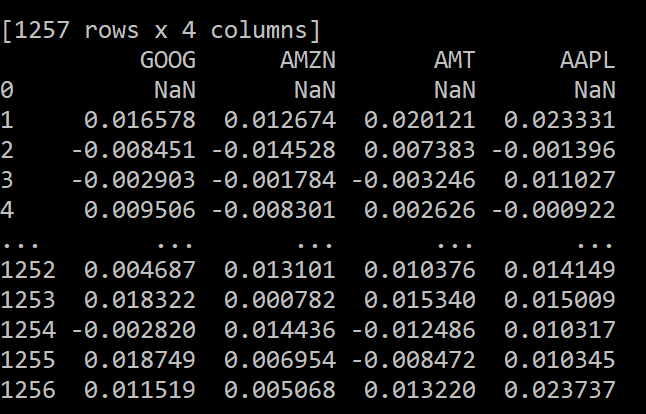 [1257 rows x 4 columns]
GOOG AMZN AMT AAPL
0 NaN NaN NaN NaN
1 0.016578 0.012674 0.020121 0.023331
2 -0.008451 -0.014528 0.007383 -0.001396
3 -0.002903 -0.001784 -0.003246 0.011027
4 0.009506 -0.008301 0.002626 -0.000922
... ... ... ... ...
1252 0.004687 0.013101 0.010376 0.014149
1253 0.018322 0.000782 0.015340 0.015009
1254 -0.002820 0.014436 -0.012486 0.010317
1255 0.018749 0.006954 -0.008472 0.010345
1256 0.011519 0.005068 0.013220 0.023737